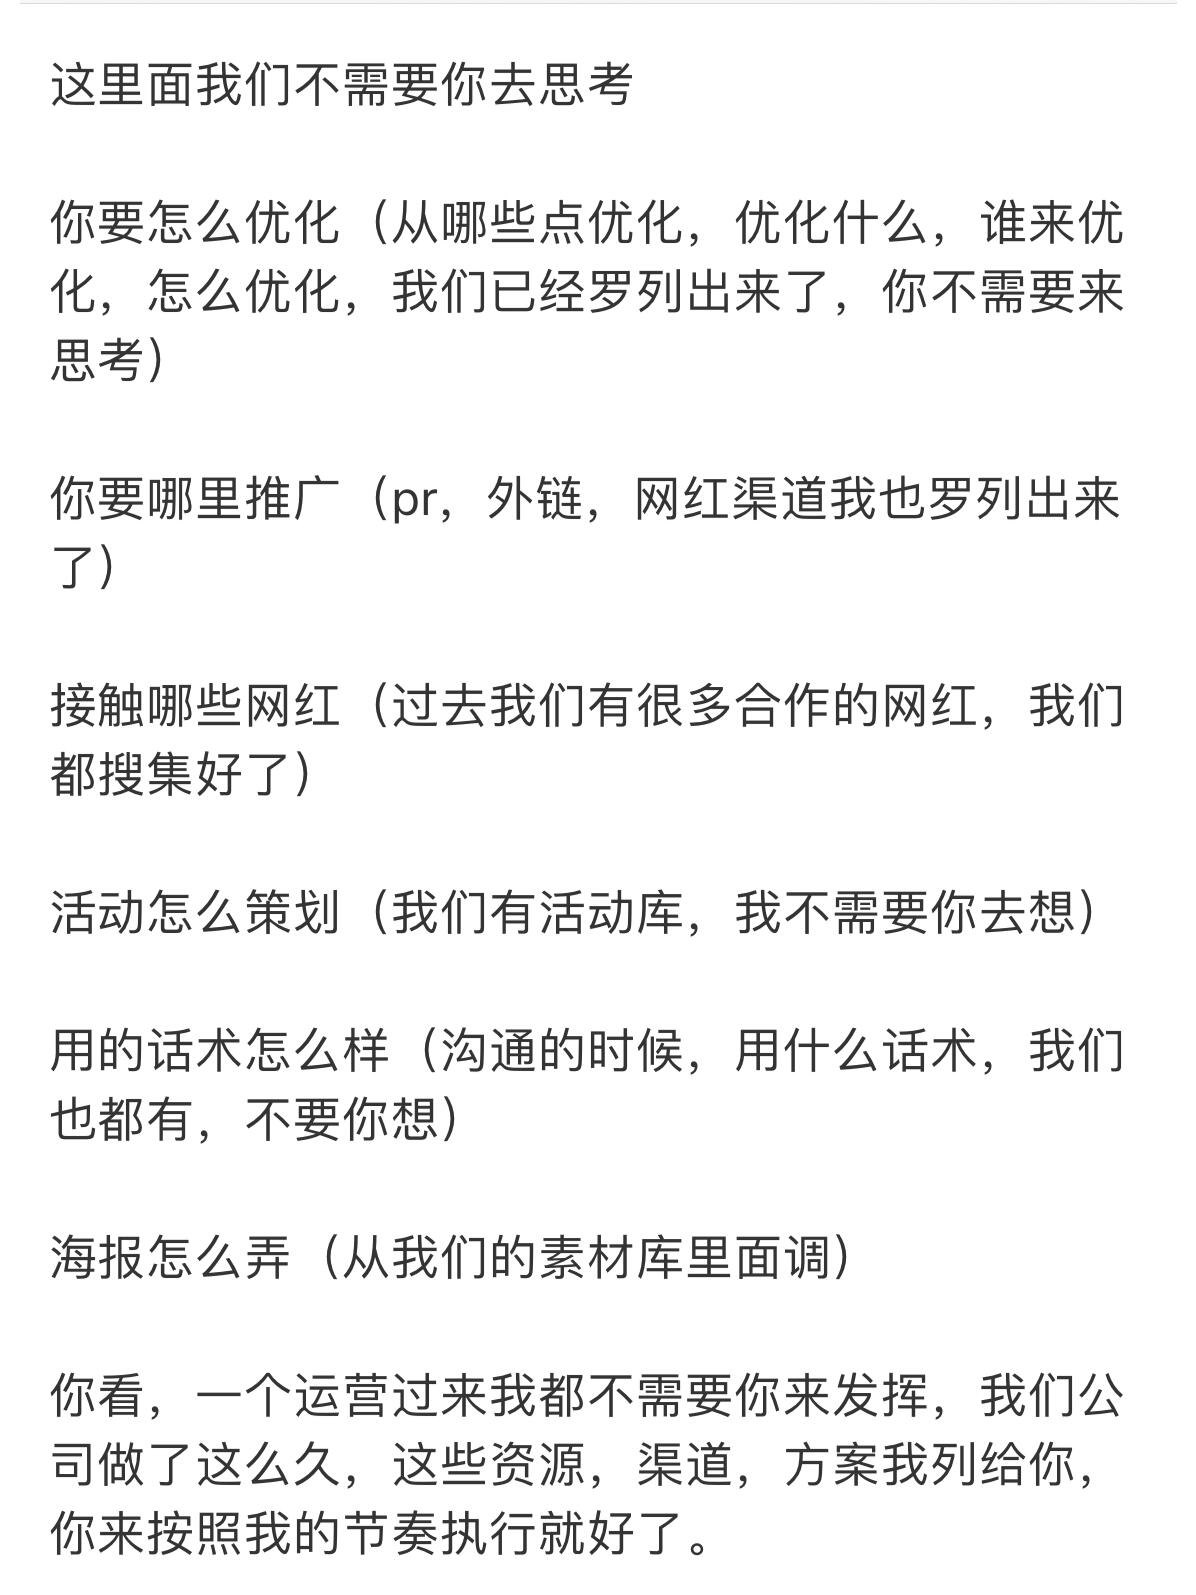 这里面我们不需要你去思考
你要怎么优化（从哪些点优化，优化什么，谁来优
化，怎么优化，我们已经罗列出来了，你不需要来
思考）
你要哪里推广（pr，外链，网红渠道我也罗列出来
了）
接触哪些网红（过去我们有很多合作的网红，我们
都搜集好了）
活动怎么策划（我们有活动库，我不需要你去想）
用的话术怎么样（沟通的时候，用什么话术，我们
也都有，不要你想）
海报怎么弄（从我们的素材库里面调）
你看，一个运营过来我都不需要你来发挥，我们公
司做了这么久，这些资源，渠道，方案我列给你，
你来按照我的节奏执行就好了。